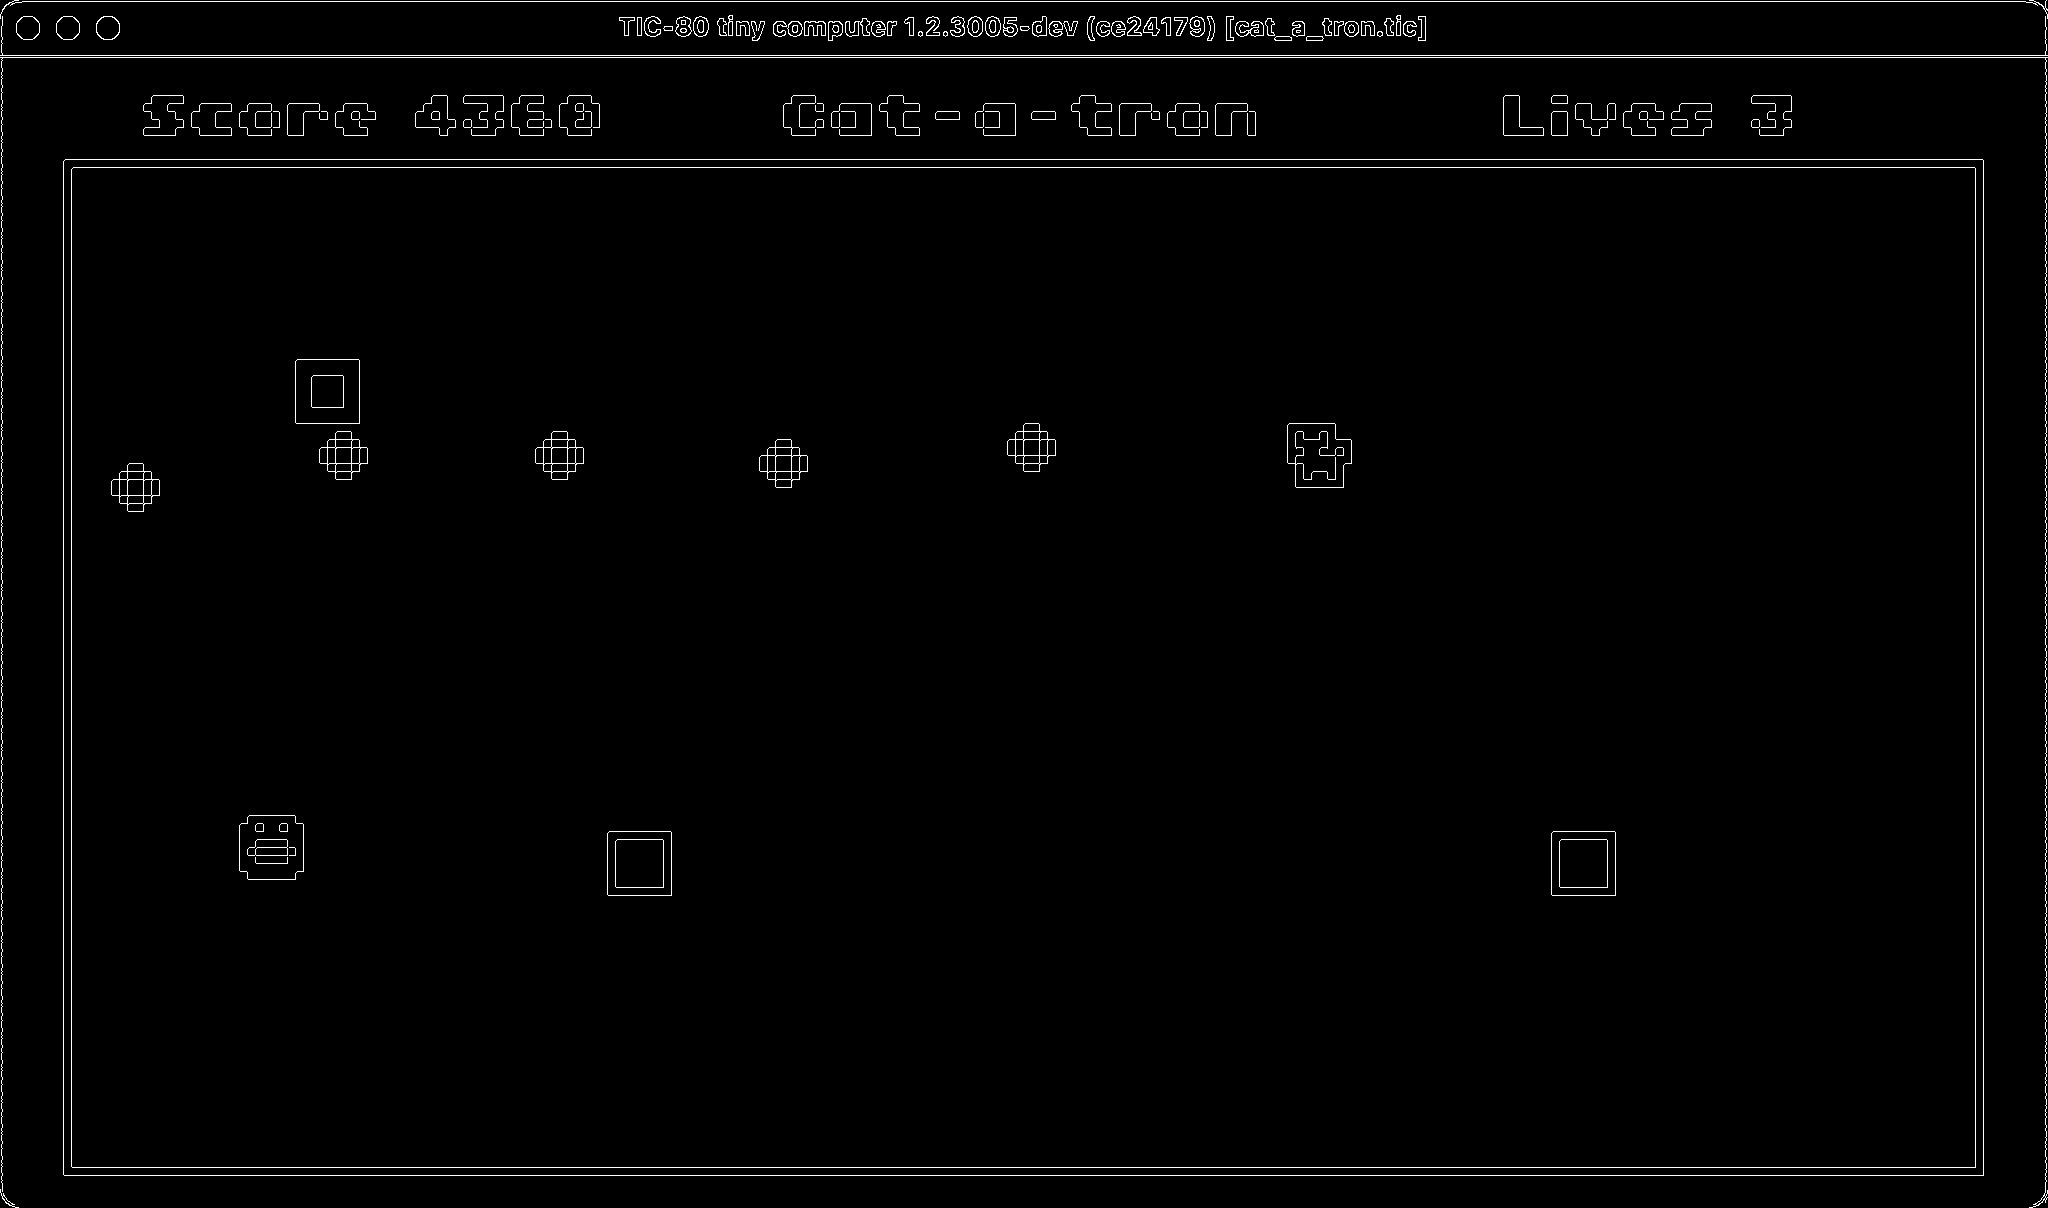 TIC-80 tiny computer 1.2.3005-dev (ce24179) [cat_a_tron.tic]
Score 4360 Cat-a-tron Lives 3